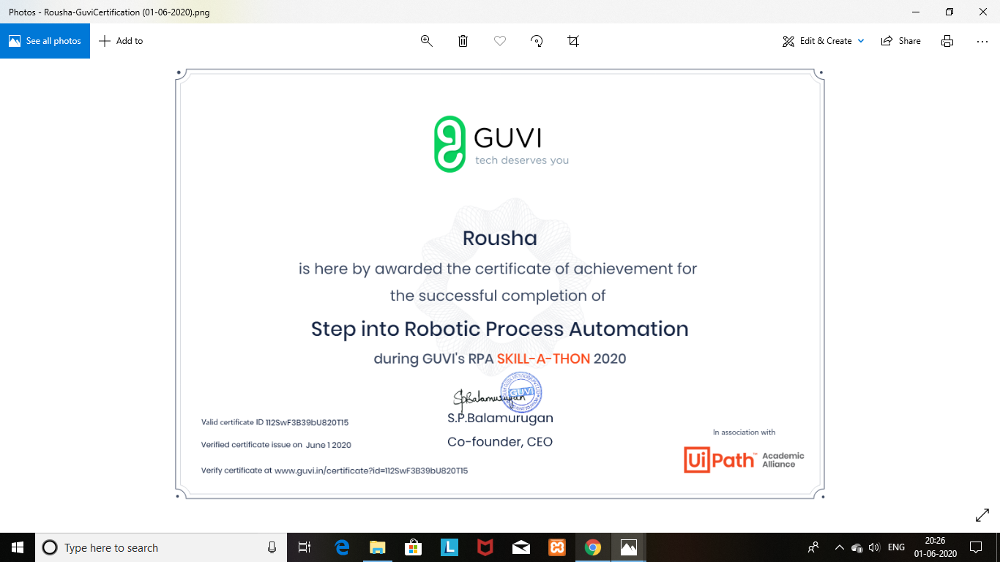 Photos - Rousha-GuviCertification (01-06-2020).png
See all photos
Add to
Edit & Create
Share
GUVI
tech deserves you
Rousha
is here by awarded the certificate of achievement for
the successful completion of
Step into Robotic Process Automation
during GUVI's RPA SKILL-A-THON 2020
SpBalamurugan
GUVI
S.P.Balamurugan
Co-founder, CEO
Valid certificate ID 112SwF3B39bU820T15
Verified certificate issue on June 1 2020
Verify certificate at www.guvi.in/certificate?id=112SwF3B39bU820T15
In association with
UiPath™ Academic
Alliance
Type here to search
ENG
20:26
01-06-2020